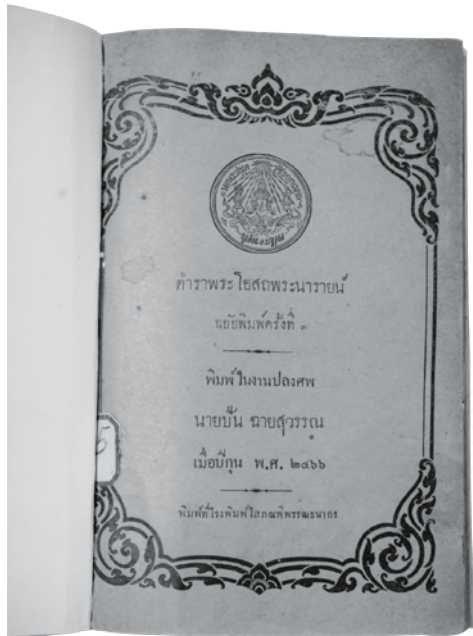 ตำราพระโอสถพระนารายน์
ฉบับพิมพ์ครั้งที่ ๓
พิมพ์ในงานปลงศพ
นายบั๋น ฉายสุวรรณ
เมื่อปีกุน พ.ศ. ๒๔๖๖
พิมพ์ที่โรงพิมพ์โสภณพิพรรฒธนากร
5